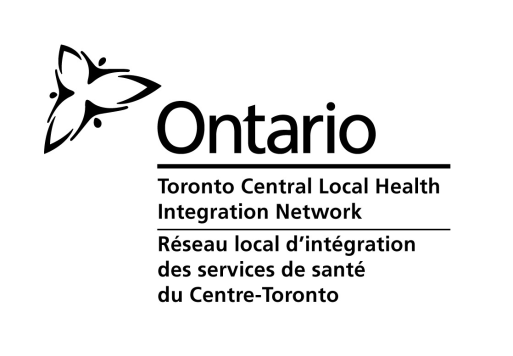 Ontario
Toronto Central Local Health
Integration Network
Réseau local d’intégration
des services de santé
du Centre-Toronto